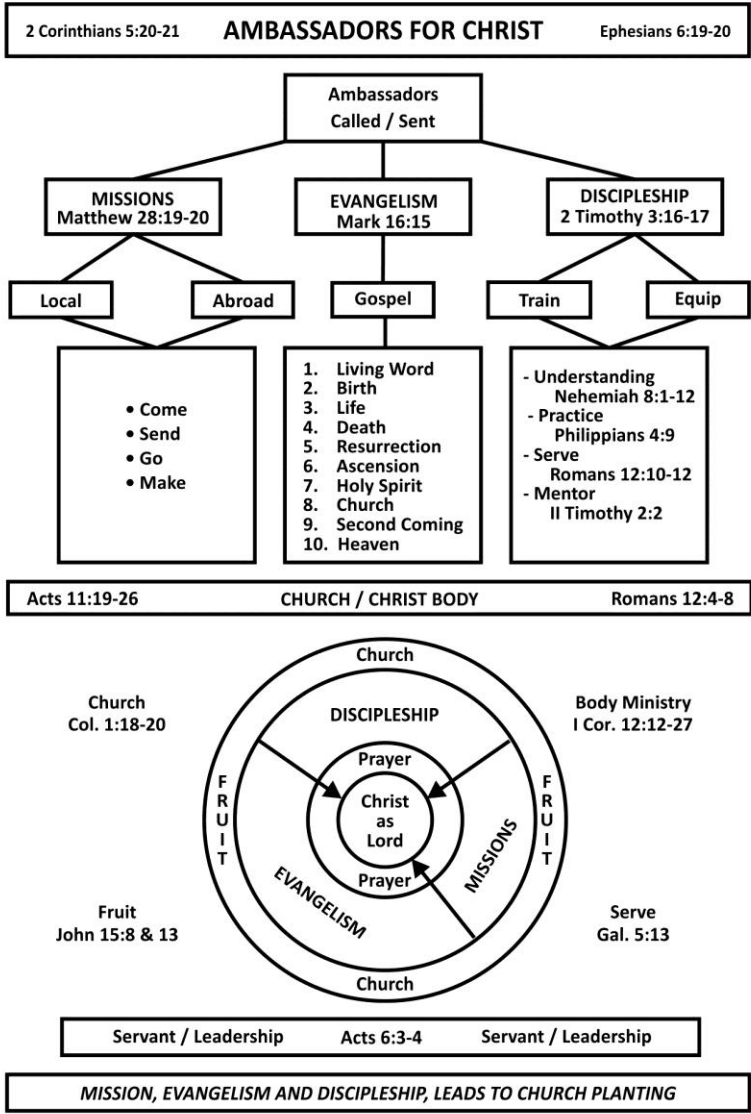 2 Corinthians 5:20-21 AMBASSADORS FOR CHRIST Ephesians 6:19-20
Ambassadors
Called / Sent
MISSIONS
Matthew 28:19-20
EVANGELISM
Mark 16:15
DISCIPLESHIP
2 Timothy 3:16-17
Local
Abroad
Gospel
Train
Equip
• Come
• Send
• Go
• Make
1. Living Word
2. Birth
3. Life
4. Death
5. Resurrection
6. Ascension
7. Holy Spirit
8. Church
9. Second Coming
10. Heaven
- Understanding
Nehemiah 8:1-12
- Practice
Philippians 4:9
- Serve
Romans 12:10-12
- Mentor
II Timothy 2:2
Acts 11:19-26 CHURCH / CHRIST BODY Romans 12:4-8
Church
Col. 1:18-20
Body Ministry
I Cor. 12:12-27
Church
DISCIPLESHIP
Prayer
FRUIT
Christ
as
Lord
FRUIT
MISSIONS
Prayer
EVANGELISM
Church
Fruit
John 15:8 & 13
Serve
Gal. 5:13
Servant / Leadership Acts 6:3-4 Servant / Leadership
MISSION, EVANGELISM AND DISCIPLESHIP, LEADS TO CHURCH PLANTING